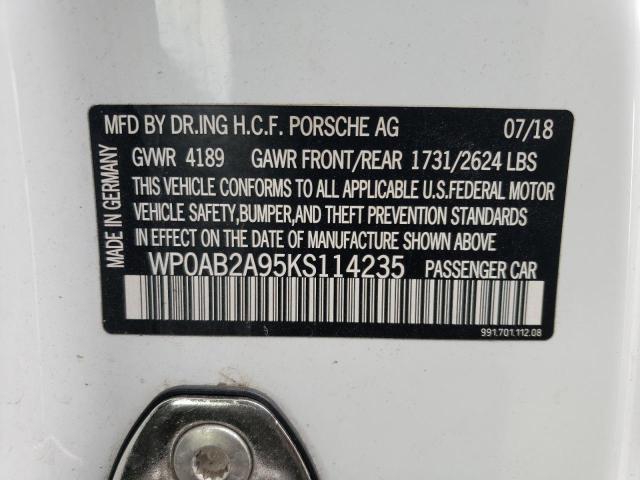 MFD BY DR.ING H.C.F. PORSCHE AG 07/18
GVWR 4189 GAWR FRONT/REAR 1731/2624 LBS
THIS VEHICLE CONFORMS TO ALL APPLICABLE U.S.FEDERAL MOTOR
VEHICLE SAFETY,BUMPER,AND THEFT PREVENTION STANDARDS
IN EFFECT ON THE DATE OF MANUFACTURE SHOWN ABOVE
WP0AB2A95KS114235 PASSENGER CAR
991.701.112.08
MADE IN GERMANY